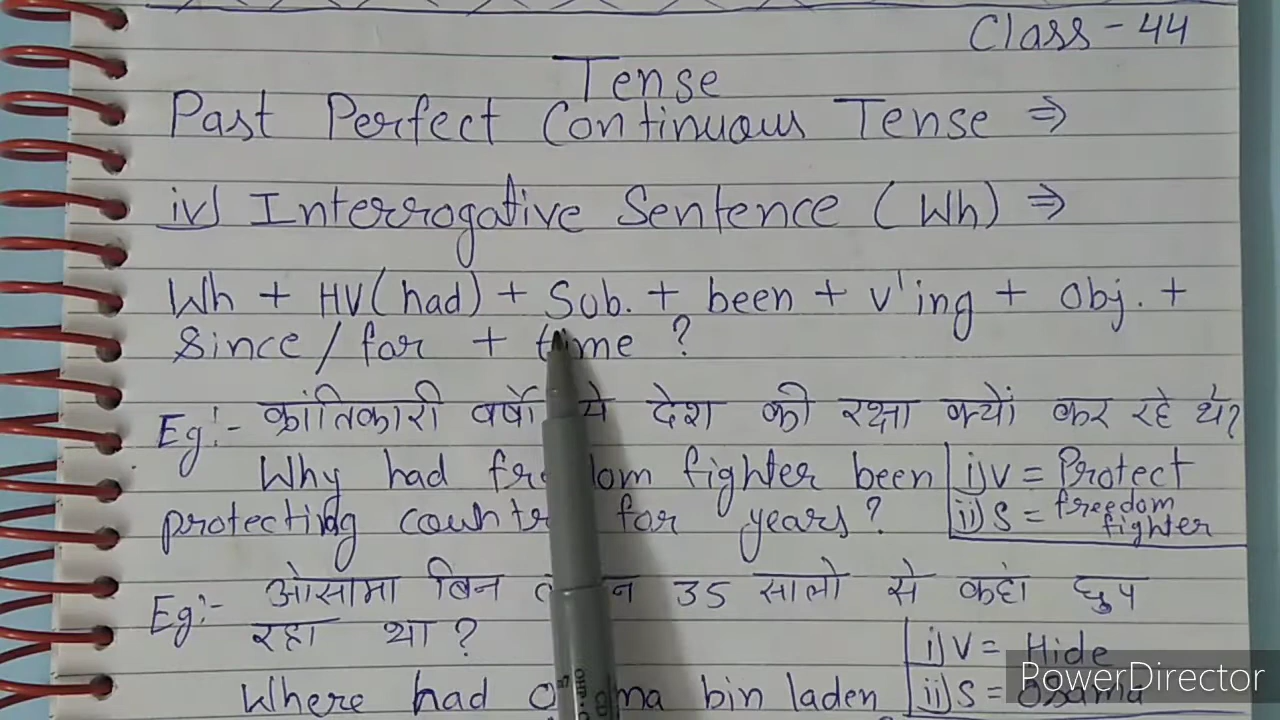 Class - 44
Tense
Past Perfect Continuous Tense ⇒
iv) Interrogative Sentence (Wh) ⇒
Wh + HV(had) + Sub. + been + v'ing + Obj. +
Since / for + time ?
Eg:- क्रांतिकारी वर्षो से देश की रक्षा क्यों कर रहे थे?
Why had fighter been
i) V = Protect
protecting for years?
ii) S = freedom fighter
Eg:- ओसामा बिन 35 सालो से कहां छुप
रहा था ?
i) V = Hide
Where had bin laden
ii) S = Osama
PowerDirector